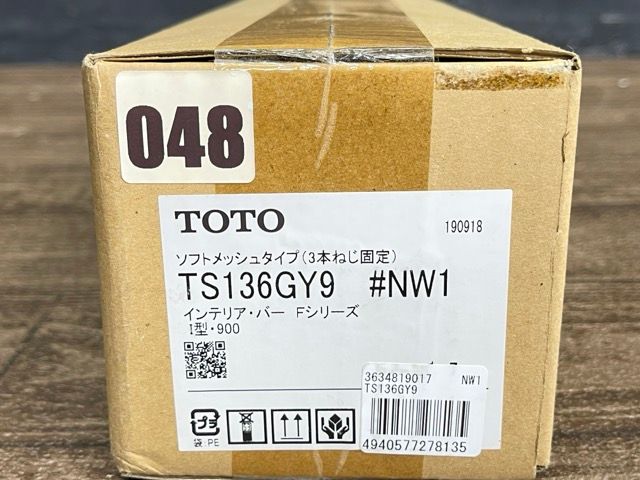 048
TOTO
190918
ソフトメッシュタイプ(3本ねじ固定)
TS136GY9 #NW1
インテリア・バー Fシリーズ
I型・900
プラ
袋:PE
3634819017 NW1
TS136GY9
4940577278135